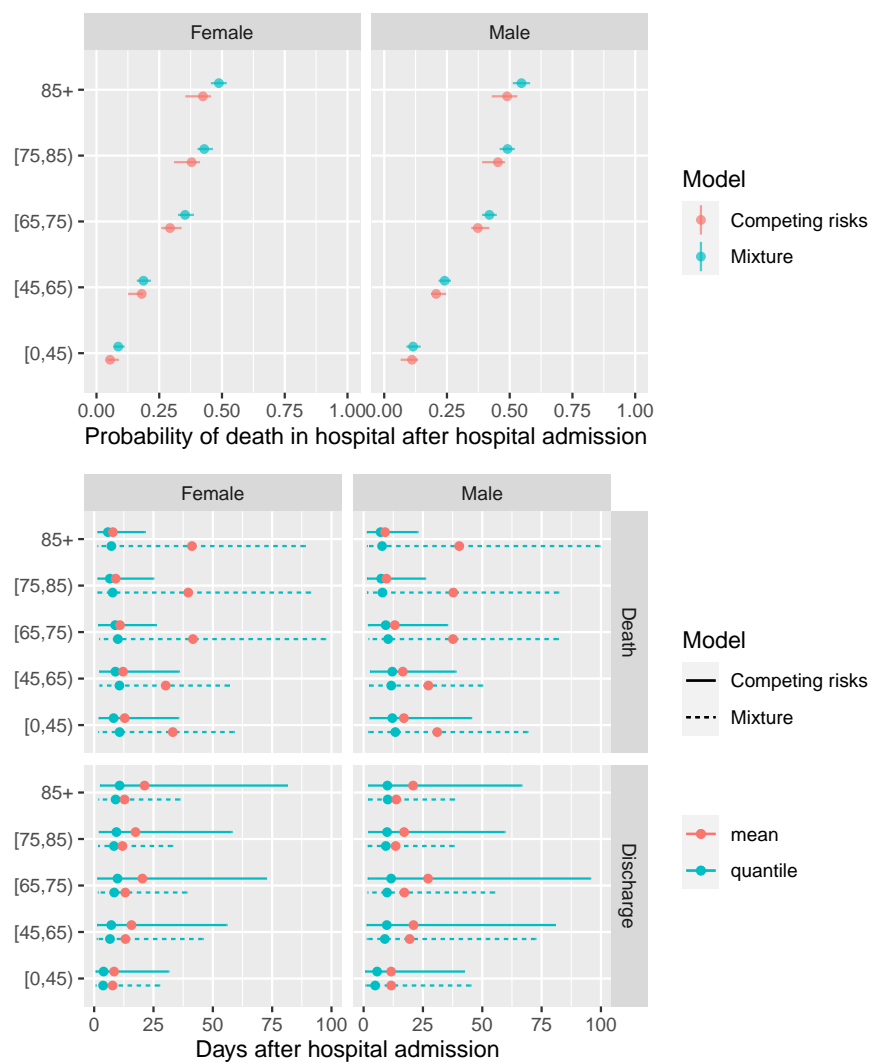 Female Male
85+
[75,85)
[65,75)
[45,65)
[0,45)
0.00 0.25 0.50 0.75 1.00 0.00 0.25 0.50 0.75 1.00
Probability of death in hospital after hospital admission
Model
Competing risks
Mixture
Female Male
85+
[75,85)
[65,75)
[45,65)
[0,45)
Death
85+
[75,85)
[65,75)
[45,65)
[0,45)
Discharge
0 25 50 75 100 0 25 50 75 100
Days after hospital admission
Model
Competing risks
Mixture
mean
quantile